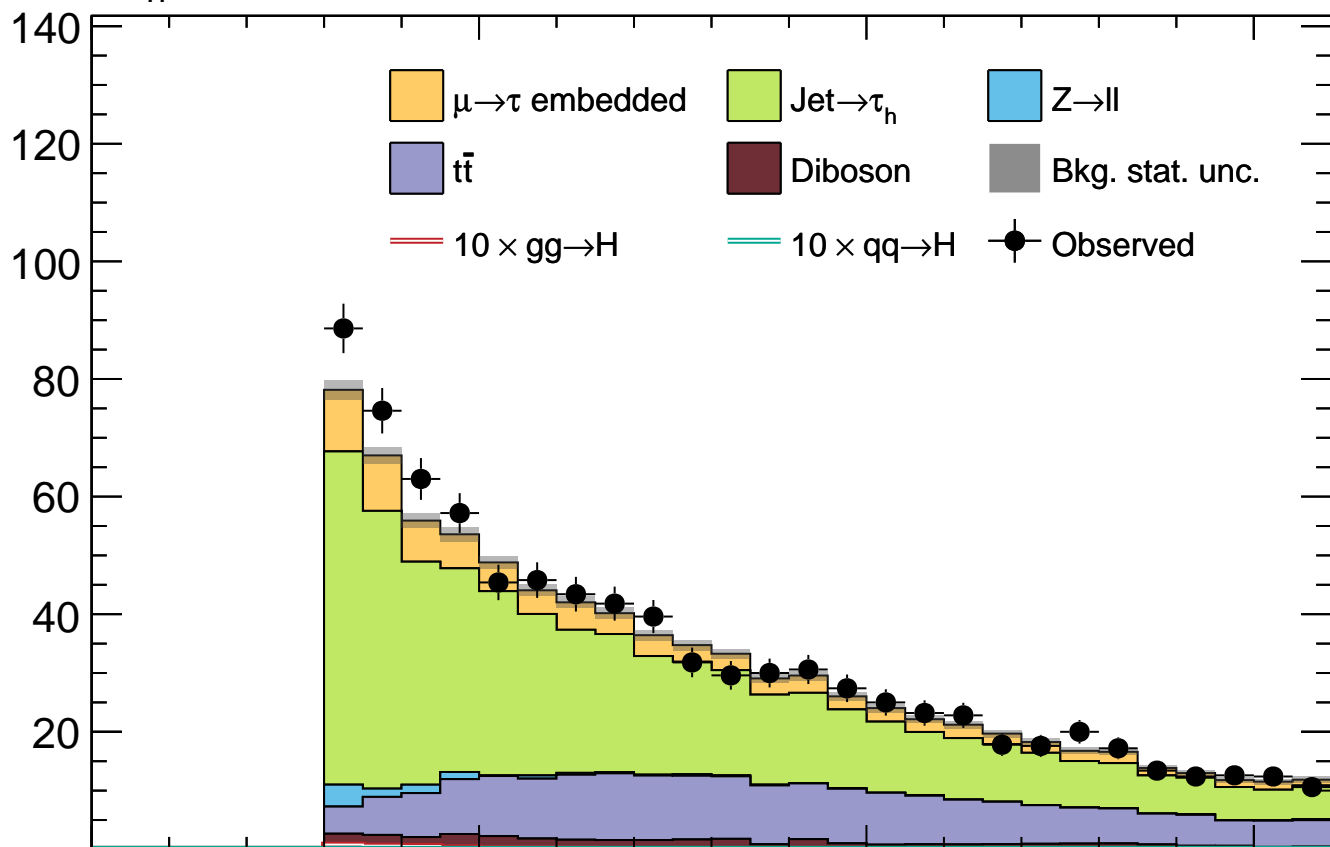 140
μ→τ embedded Jet→τₕ Z→ll
120
tt̄ Diboson Bkg. stat. unc.
10 × gg→H 10 × qq→H Observed
100
80
60
40
20